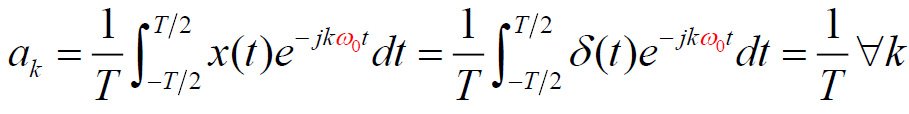 a_k = \frac{1}{T} \int_{-T/2}^{T/2} x(t) e^{-jk\omega_0 t} dt = \frac{1}{T} \int_{-T/2}^{T/2} \delta(t) e^{-jk\omega_0 t} dt = \frac{1}{T} \forall k